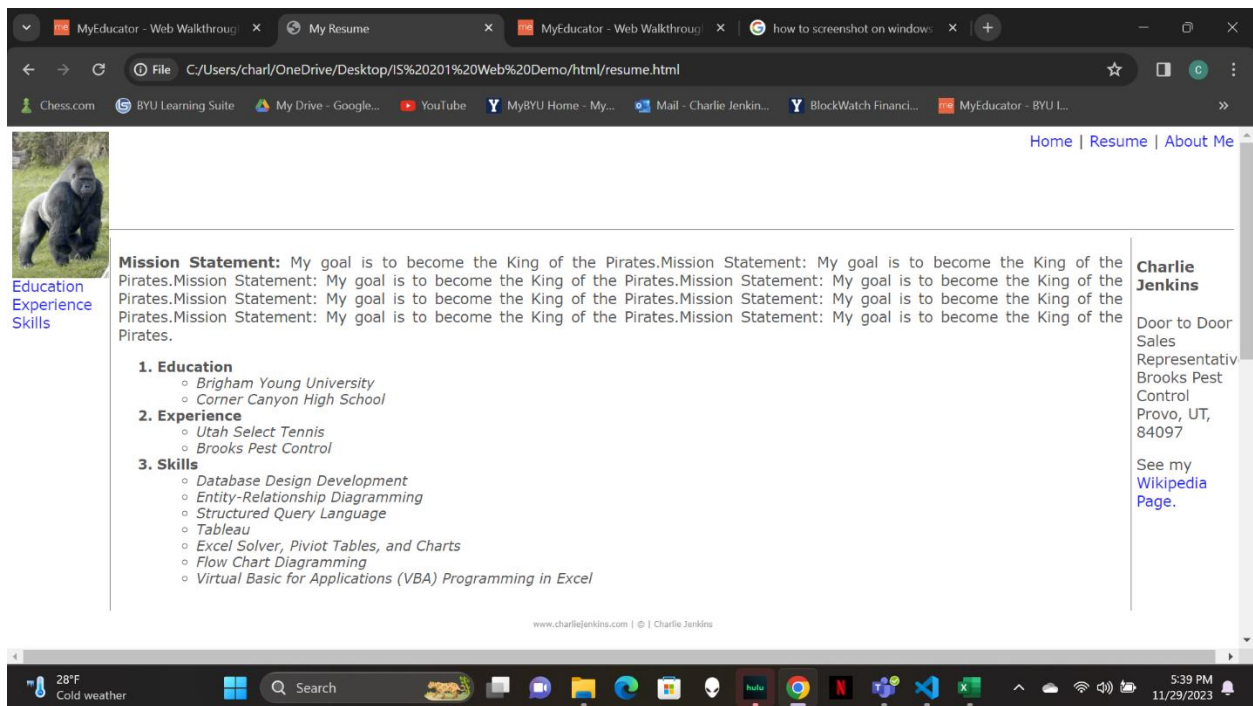 MyEducator - Web Walkthroug
My Resume
MyEducator - Web Walkthroug
how to screenshot on windows
File C:/Users/charl/OneDrive/Desktop/IS%20201%20Web%20Demo/html/resume.html
C
Chess.com
BYU Learning Suite
My Drive - Google...
YouTube
MyBYU Home - My...
Mail - Charlie Jenkin...
BlockWatch Financi...
MyEducator - BYU I...
»
Home | Resume | About Me
Education
Experience
Skills
Mission Statement: My goal is to become the King of the Pirates.Mission Statement: My goal is to become the King of the
Pirates.Mission Statement: My goal is to become the King of the Pirates.Mission Statement: My goal is to become the King of the
Pirates.Mission Statement: My goal is to become the King of the Pirates.Mission Statement: My goal is to become the King of the
Pirates.Mission Statement: My goal is to become the King of the Pirates.Mission Statement: My goal is to become the King of the
Pirates.
1. Education
Brigham Young University
Corner Canyon High School
2. Experience
Utah Select Tennis
Brooks Pest Control
3. Skills
Database Design Development
Entity-Relationship Diagramming
Structured Query Language
Tableau
Excel Solver, Piviot Tables, and Charts
Flow Chart Diagramming
Virtual Basic for Applications (VBA) Programming in Excel
Charlie
Jenkins
Door to Door
Sales
Representativ
Brooks Pest
Control
Provo, UT,
84097
See my
Wikipedia
Page.
www.charliejenkins.com | © | Charlie Jenkins
28°F
Cold weather
Search
hulu
5:39 PM
11/29/2023